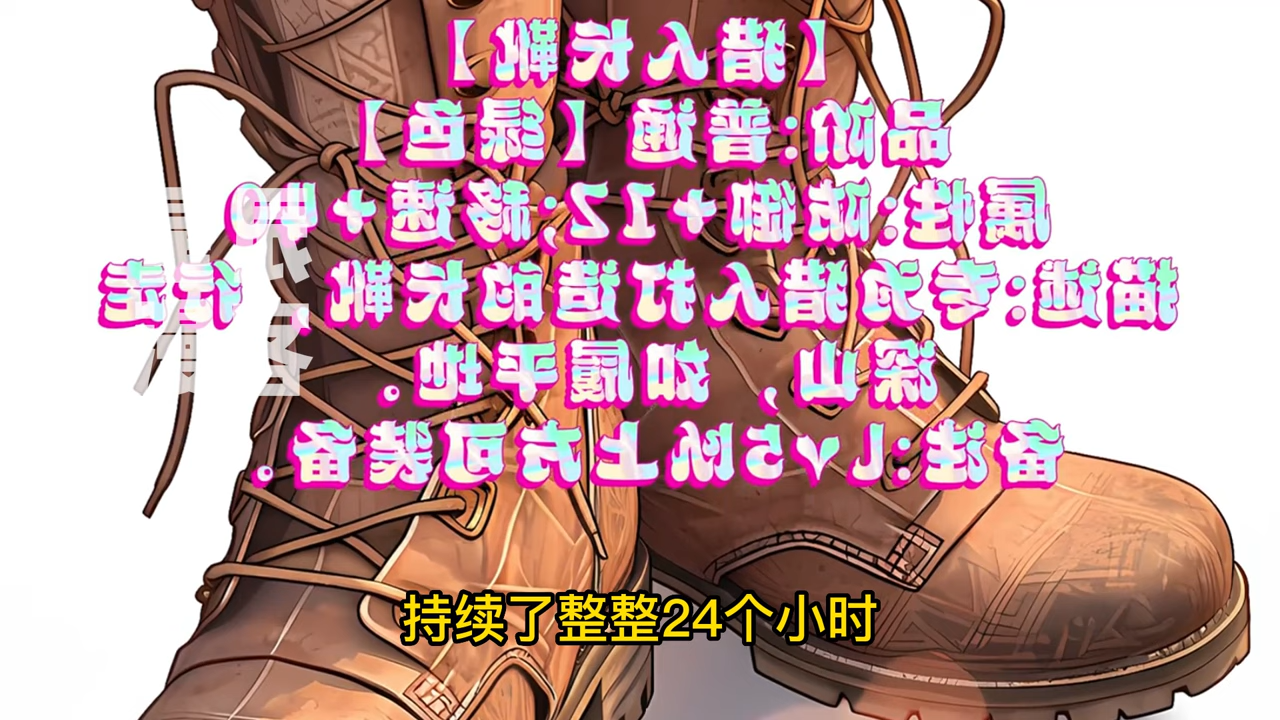 【猎人长靴】
品阶:普通【绿色】
属性:防御+12;移速+40
描述:专为猎人打造的长靴,行走
深山,如履平地。
备注:Lv5以上方可装备。
持续了整整24个小时